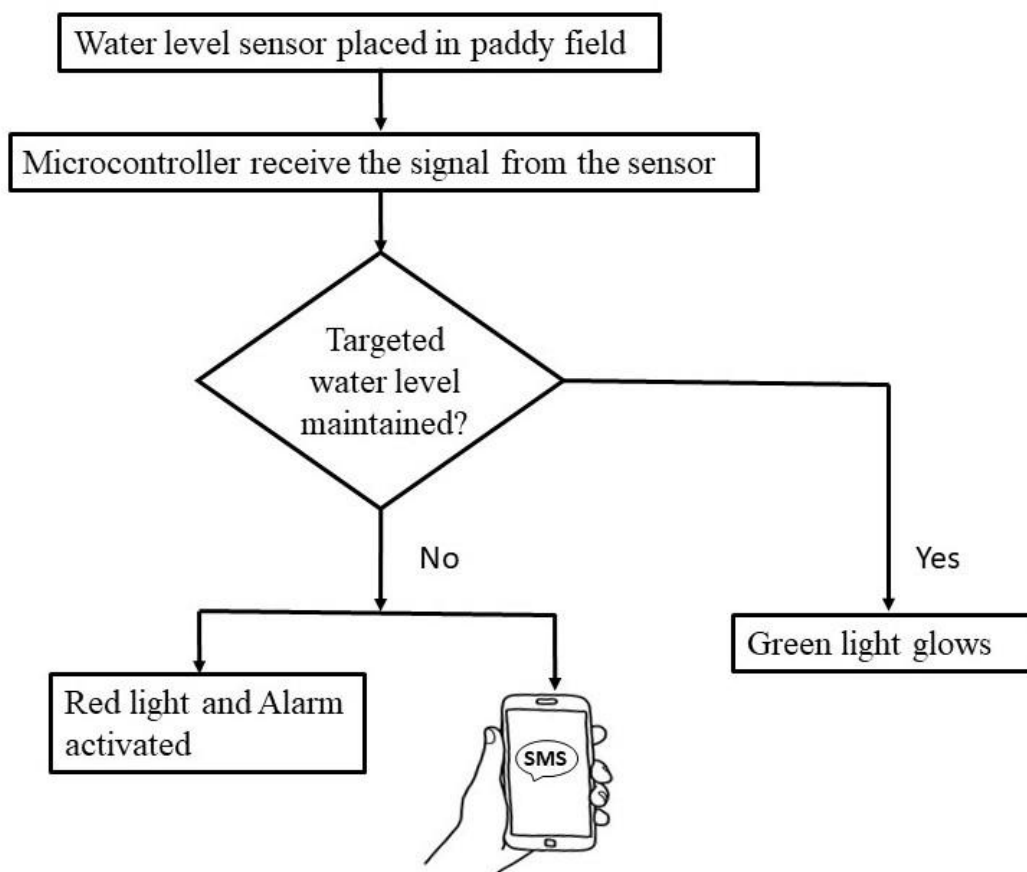 Water level sensor placed in paddy field
Microcontroller receive the signal from the sensor
Targeted
water level
maintained?
No
Yes
Green light glows
Red light and Alarm
activated
SMS